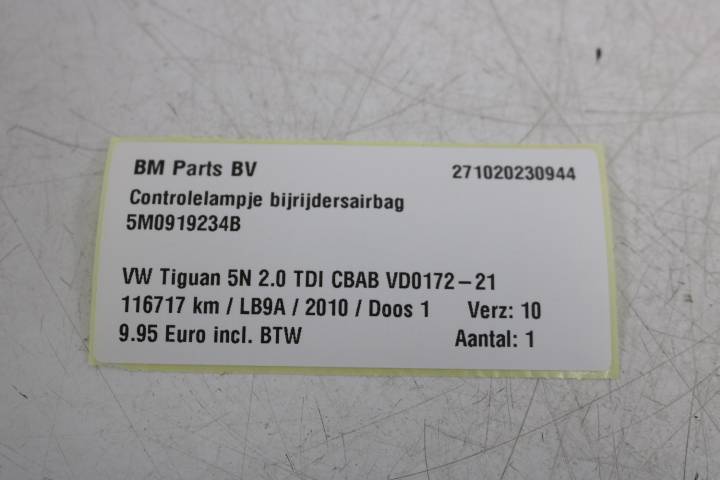 BM Parts BV 271020230944
Controlelampje bijrijdersairbag
5M0919234B
VW Tiguan 5N 2.0 TDI CBAB VD0172-21
116717 km / LB9A / 2010 / Doos 1 Verz: 10
9.95 Euro incl. BTW Aantal: 1